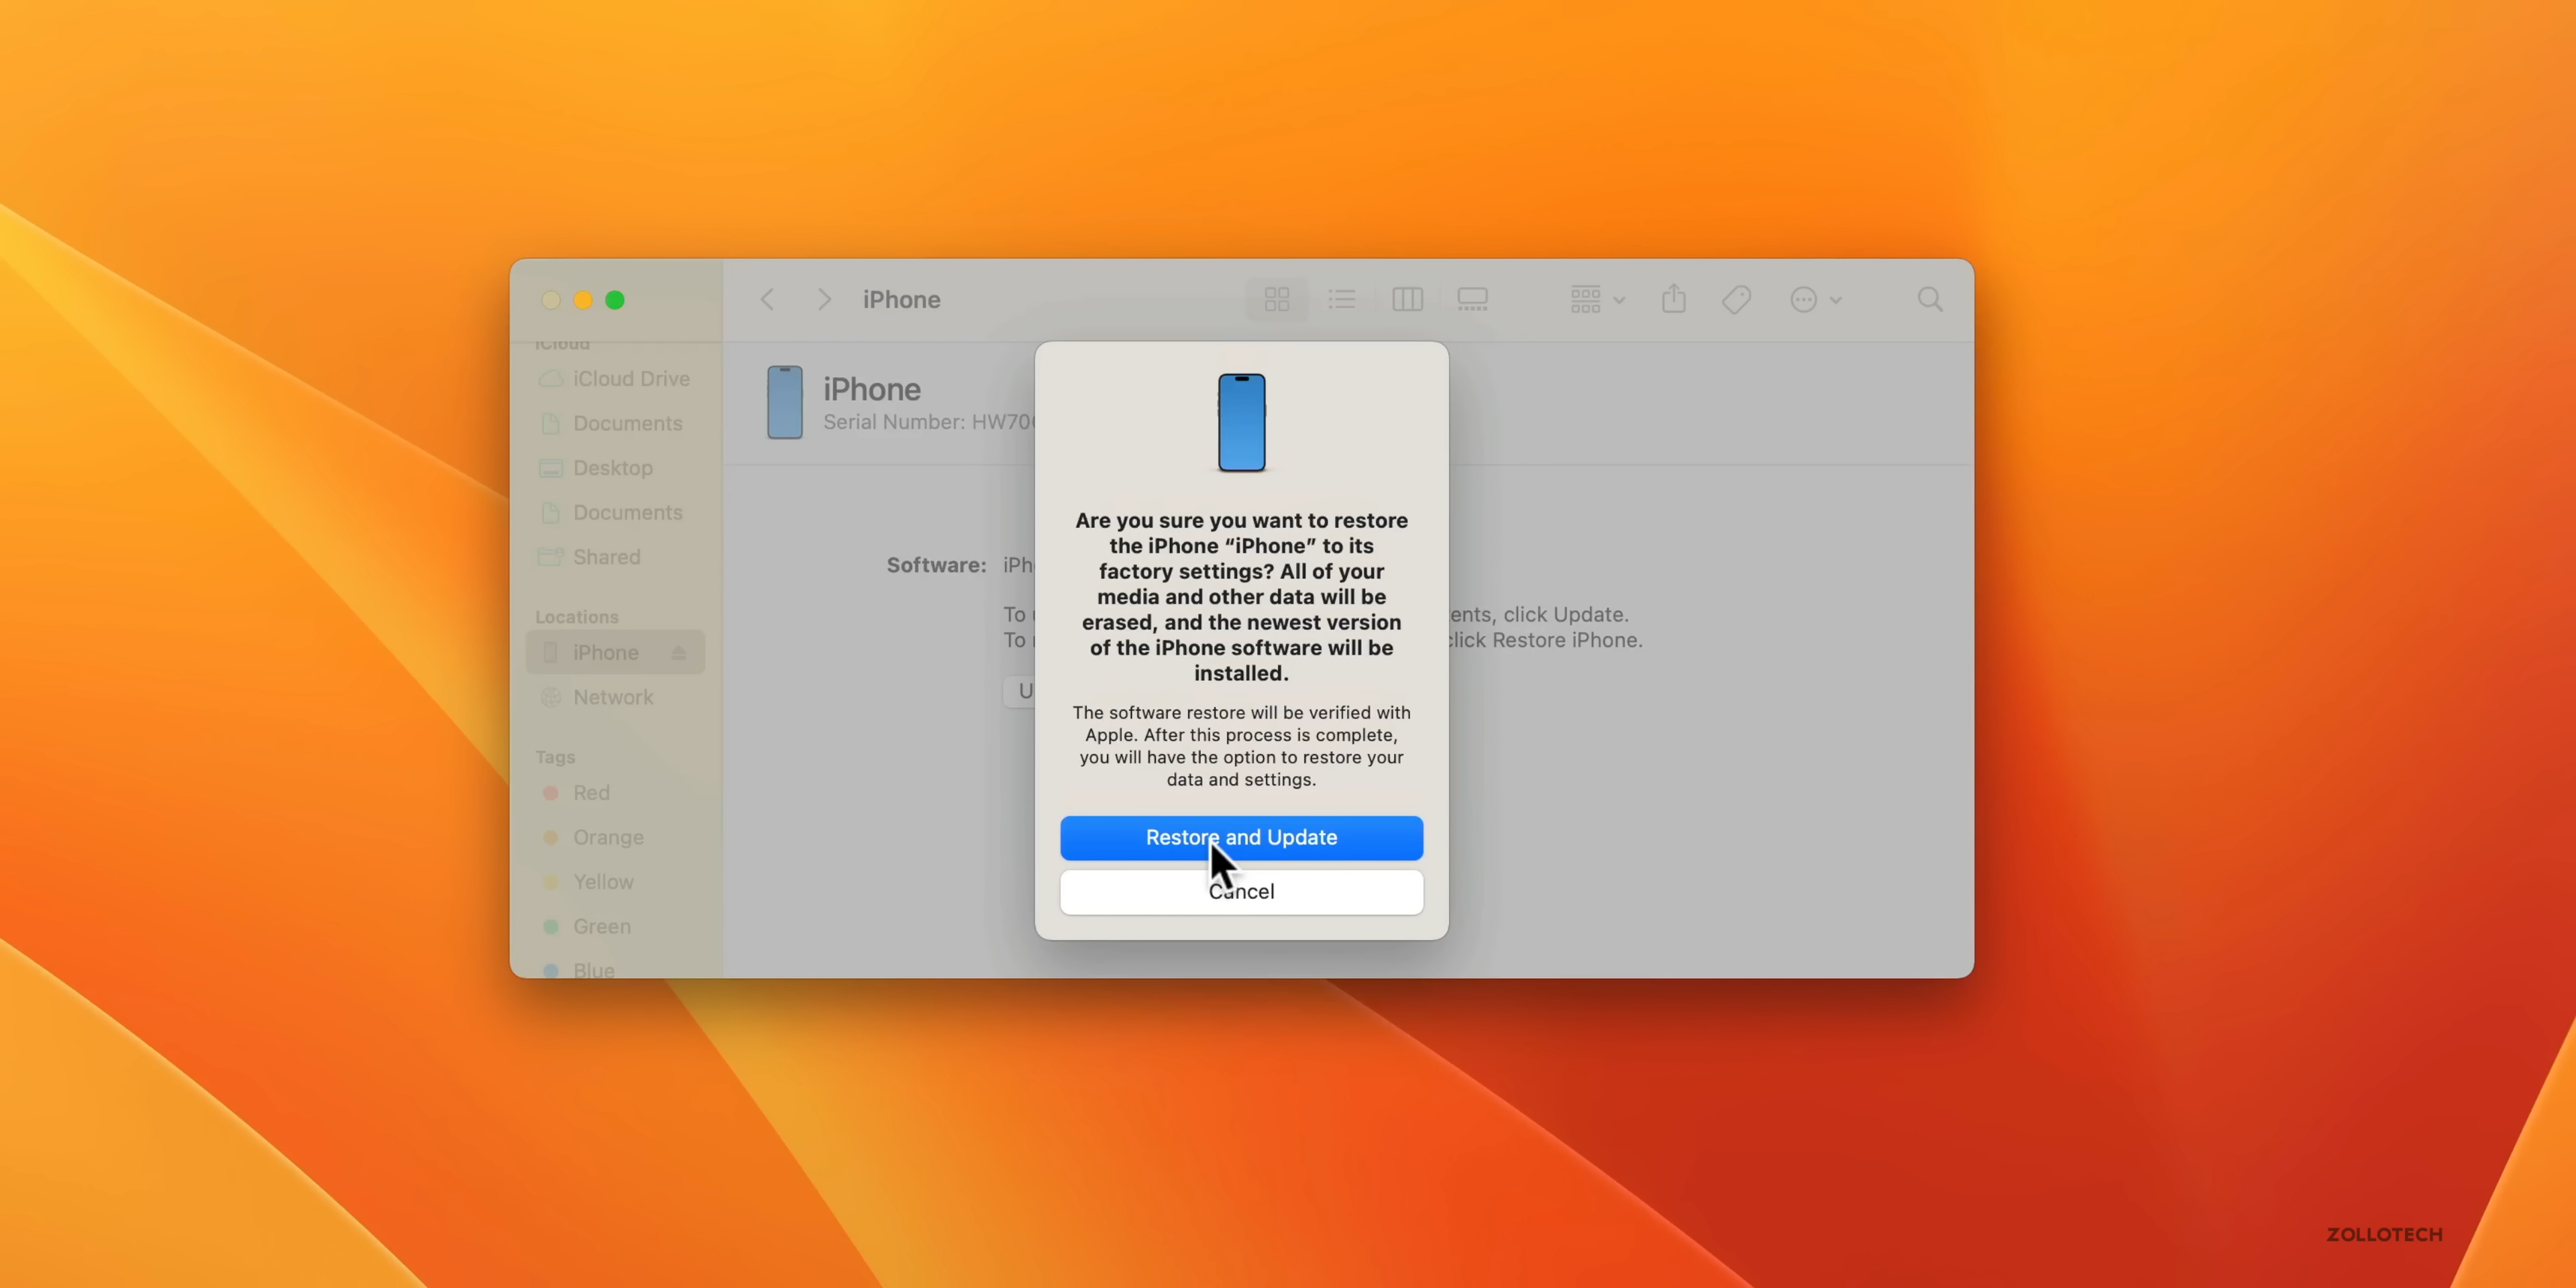 iPhone
iCloud
iCloud Drive
Documents
Desktop
Documents
Shared
Locations
iPhone
Network
Tags
Red
Orange
Yellow
Green
Blue
iPhone
Serial Number: HW70
Software: iPh
To
ents, click Update.
To
click Restore iPhone.
U
Are you sure you want to restore
the iPhone “iPhone” to its
factory settings? All of your
media and other data will be
erased, and the newest version
of the iPhone software will be
installed.
The software restore will be verified with
Apple. After this process is complete,
you will have the option to restore your
data and settings.
Restore and Update
Cancel
ZOLLOTECH